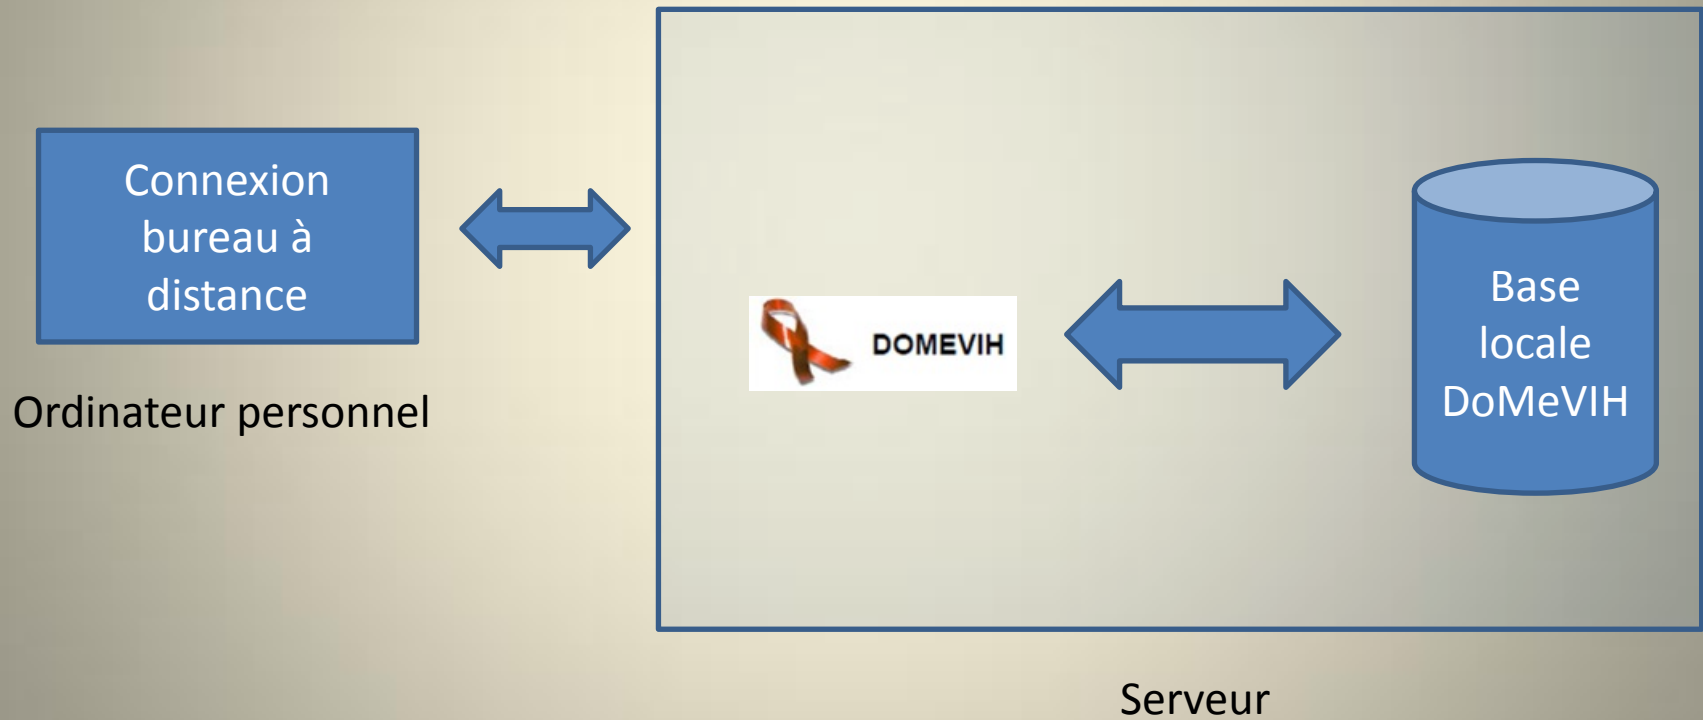 Connexion
bureau à
distance
Ordinateur personnel
DOMEVIH
Base
locale
DoMeVIH
Serveur